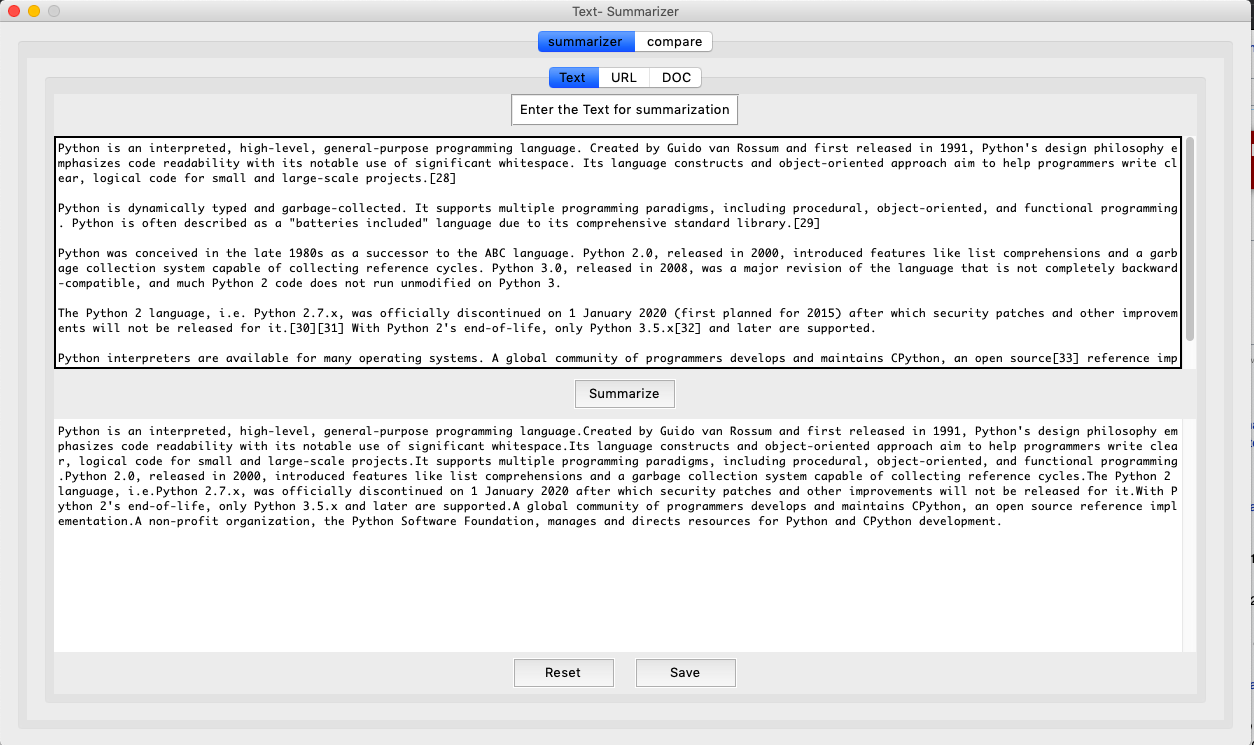 Text- Summarizer
summarizer compare
Text URL DOC
Enter the Text for summarization
Python is an interpreted, high-level, general-purpose programming language. Created by Guido van Rossum and first released in 1991, Python's design philosophy e
mphasizes code readability with its notable use of significant whitespace. Its language constructs and object-oriented approach aim to help programmers write cl
ear, logical code for small and large-scale projects.[28]
Python is dynamically typed and garbage-collected. It supports multiple programming paradigms, including procedural, object-oriented, and functional programming
. Python is often described as a "batteries included" language due to its comprehensive standard library.[29]
Python was conceived in the late 1980s as a successor to the ABC language. Python 2.0, released in 2000, introduced features like list comprehensions and a garb
age collection system capable of collecting reference cycles. Python 3.0, released in 2008, was a major revision of the language that is not completely backward
-compatible, and much Python 2 code does not run unmodified on Python 3.
The Python 2 language, i.e. Python 2.7.x, was officially discontinued on 1 January 2020 (first planned for 2015) after which security patches and other improvem
ents will not be released for it.[30][31] With Python 2's end-of-life, only Python 3.5.x[32] and later are supported.
Python interpreters are available for many operating systems. A global community of programmers develops and maintains CPython, an open source[33] reference imp
Summarize
Python is an interpreted, high-level, general-purpose programming language.Created by Guido van Rossum and first released in 1991, Python's design philosophy em
phasizes code readability with its notable use of significant whitespace.Its language constructs and object-oriented approach aim to help programmers write clea
r, logical code for small and large-scale projects.It supports multiple programming paradigms, including procedural, object-oriented, and functional programming
.Python 2.0, released in 2000, introduced features like list comprehensions and a garbage collection system capable of collecting reference cycles.The Python 2
language, i.e.Python 2.7.x, was officially discontinued on 1 January 2020 after which security patches and other improvements will not be released for it.With P
ython 2's end-of-life, only Python 3.5.x and later are supported.A global community of programmers develops and maintains CPython, an open source reference impl
ementation.A non-profit organization, the Python Software Foundation, manages and directs resources for Python and CPython development.
Reset Save